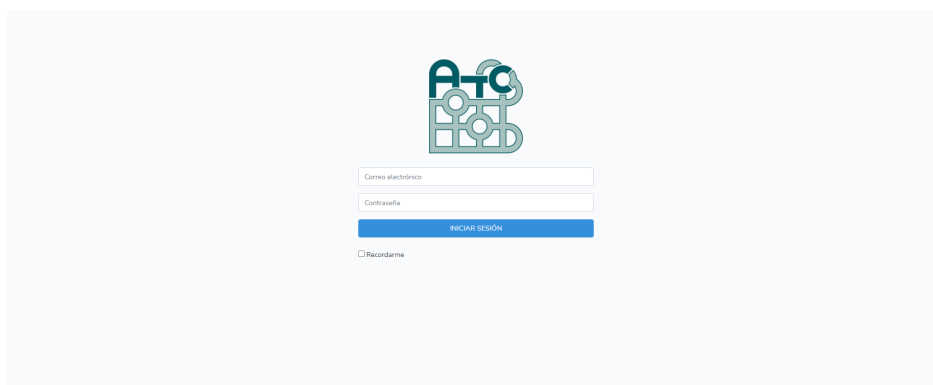 ATC
Correo electrónico
Contraseña
INICIAR SESIÓN
Recordarme